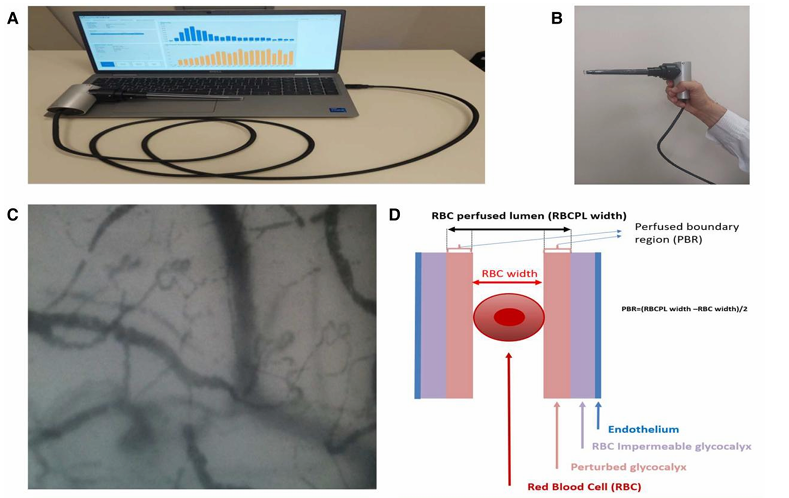 A
B
C
D
RBC perfused lumen (RBCPL width)
Perfused boundary
region (PBR)
RBC width
PBR=(RBCPL width –RBC width)/2
Endothelium
RBC Impermeable glycocalyx
Perturbed glycocalyx
Red Blood Cell (RBC)